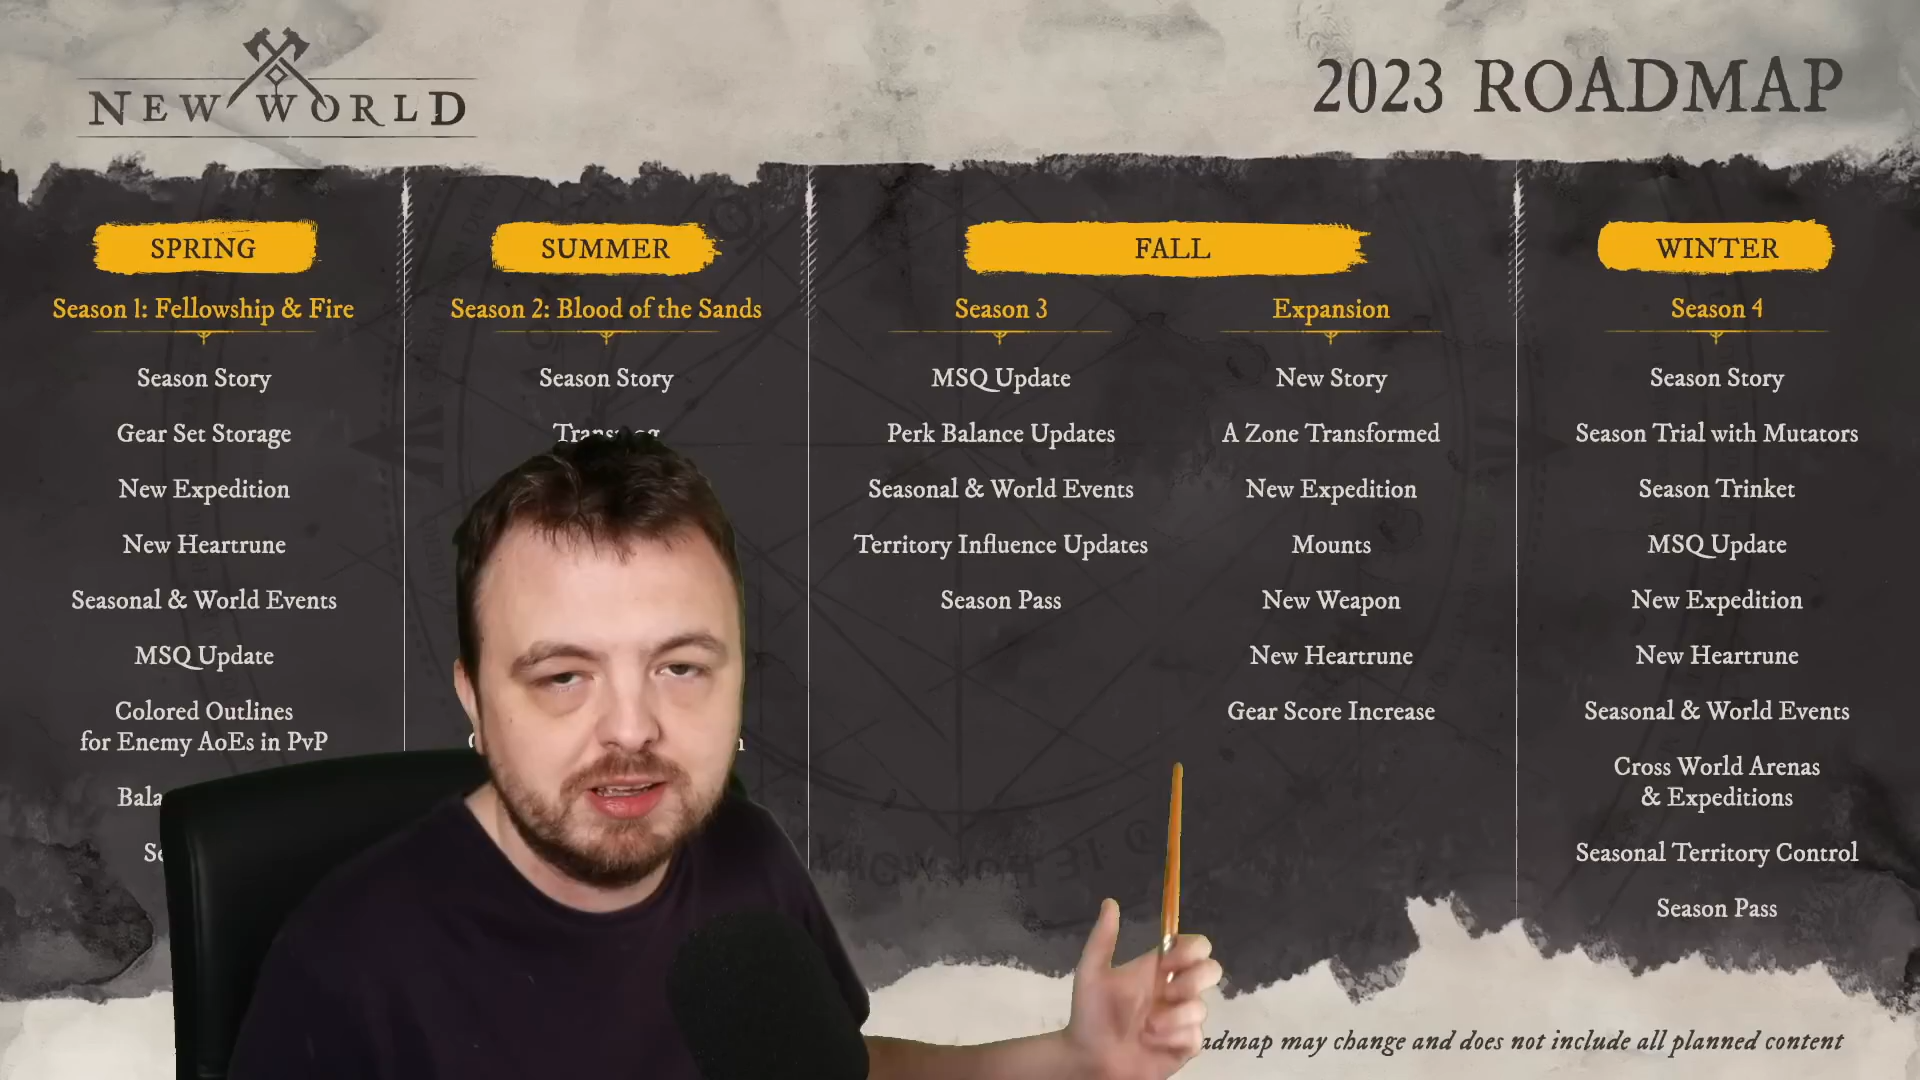 NEW WORLD
2023 ROADMAP
SPRING
Season 1: Fellowship & Fire
Season Story
Gear Set Storage
New Expedition
New Heartrune
Seasonal & World Events
MSQ Update
Colored Outlines
for Enemy AoEs in PvP
SUMMER
Season 2: Blood of the Sands
Season Story
FALL
Season 3
MSQ Update
Perk Balance Updates
Seasonal & World Events
Territory Influence Updates
Season Pass
Expansion
New Story
A Zone Transformed
New Expedition
Mounts
New Weapon
New Heartrune
Gear Score Increase
WINTER
Season 4
Season Story
Season Trial with Mutators
Season Trinket
MSQ Update
New Expedition
New Heartrune
Seasonal & World Events
Cross World Arenas
& Expeditions
Seasonal Territory Control
Season Pass
may change and does not include all planned content